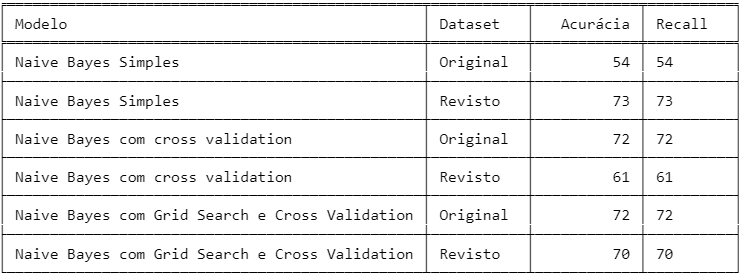 Modelo Dataset Acurácia Recall
Naive Bayes Simples Original 54 54
Naive Bayes Simples Revisto 73 73
Naive Bayes com cross validation Original 72 72
Naive Bayes com cross validation Revisto 61 61
Naive Bayes com Grid Search e Cross Validation Original 72 72
Naive Bayes com Grid Search e Cross Validation Revisto 70 70